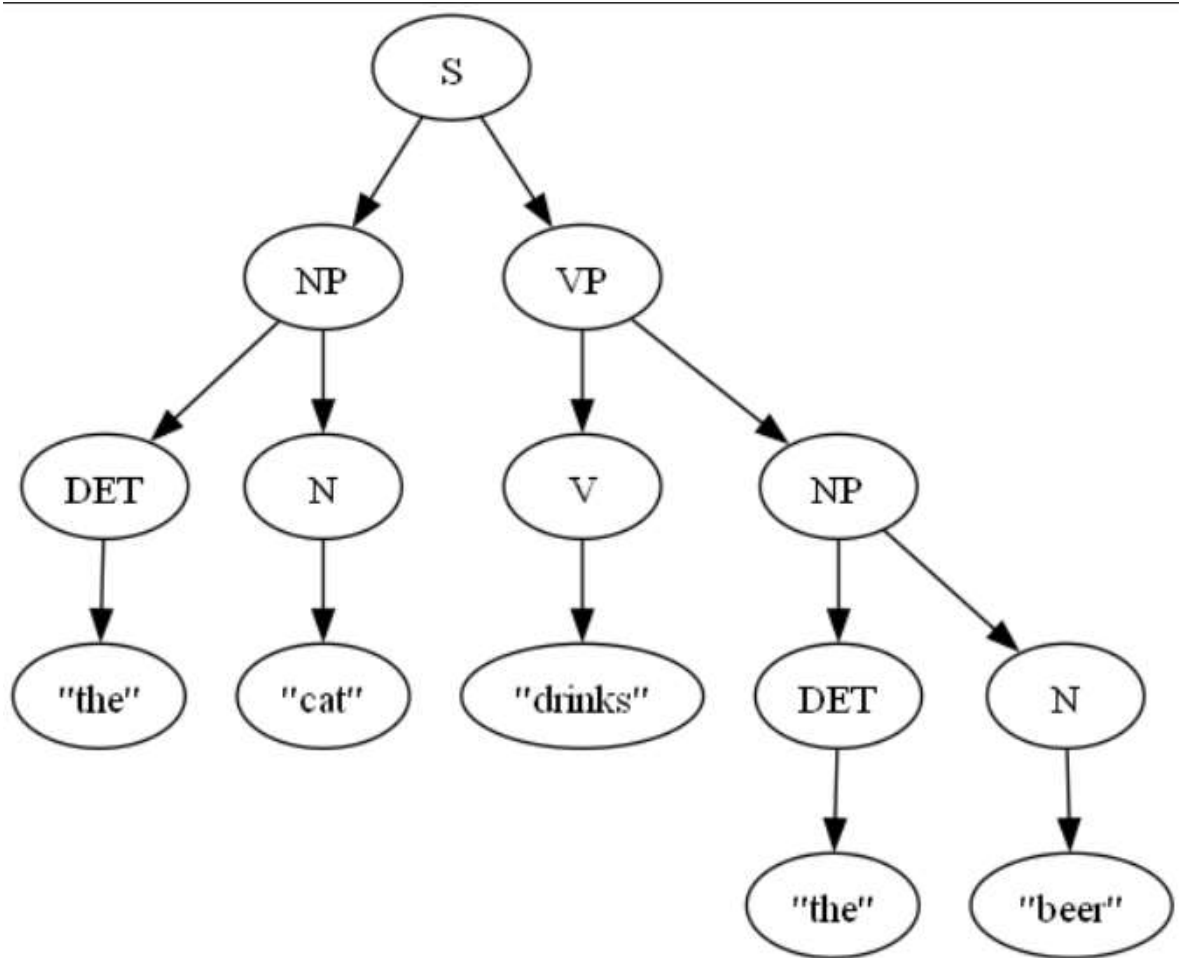 S
NP VP
DET N V NP
"the" "cat" "drinks" DET N
"the" "beer"